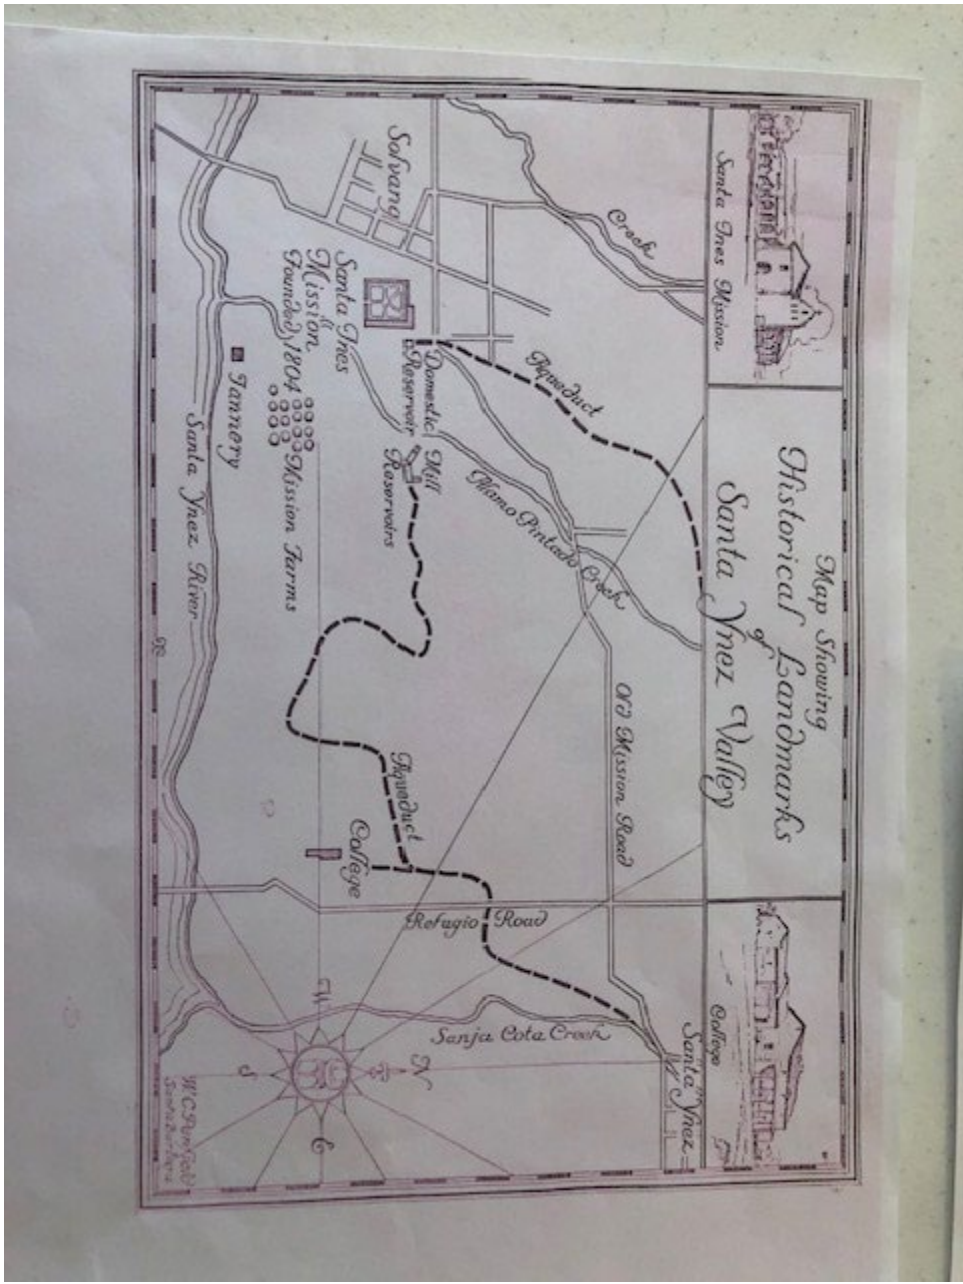 Map Showing
Historical Landmarks
of
Santa Ynez Valley
Santa Ines Mission
College
Creek
Solvang
Aqueduct
Santa Ines
Mission
Founded 1804
Domestic
Reservoir
Mill
Reservoirs
Alamo Pintado Creek
Old Mission Road
Mission Farms
Tannery
Santa Ynez River
Aqueduct
College
Refugio Road
Sanja Cota Creek
Santa Ynez
N
W
S
E